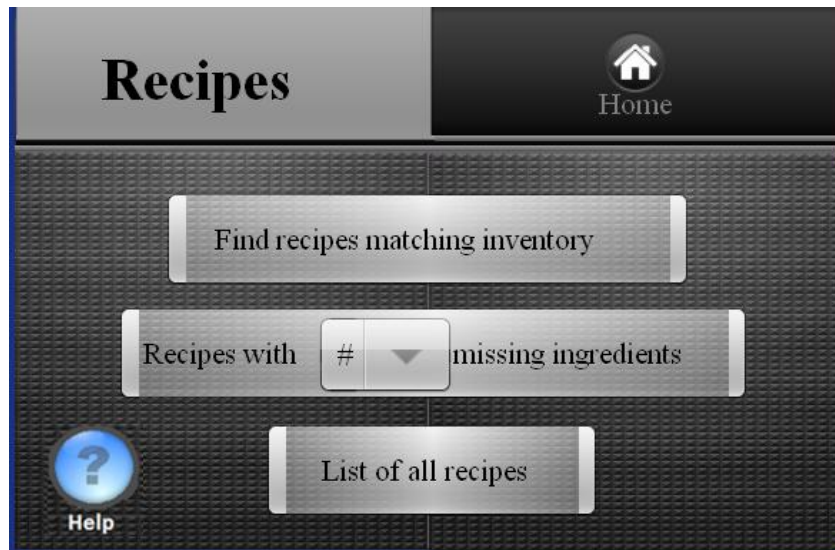 Recipes
Home
Find recipes matching inventory
Recipes with # missing ingredients
List of all recipes
?
Help